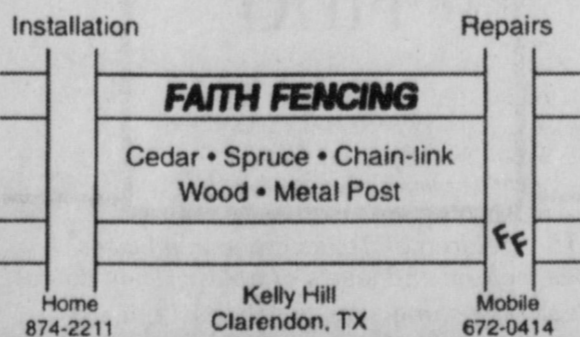 Installation Repairs
FAITH FENCING
Cedar • Spruce • Chain-link
Wood • Metal Post
FF
Home
874-2211
Kelly Hill
Clarendon, TX
Mobile
672-0414